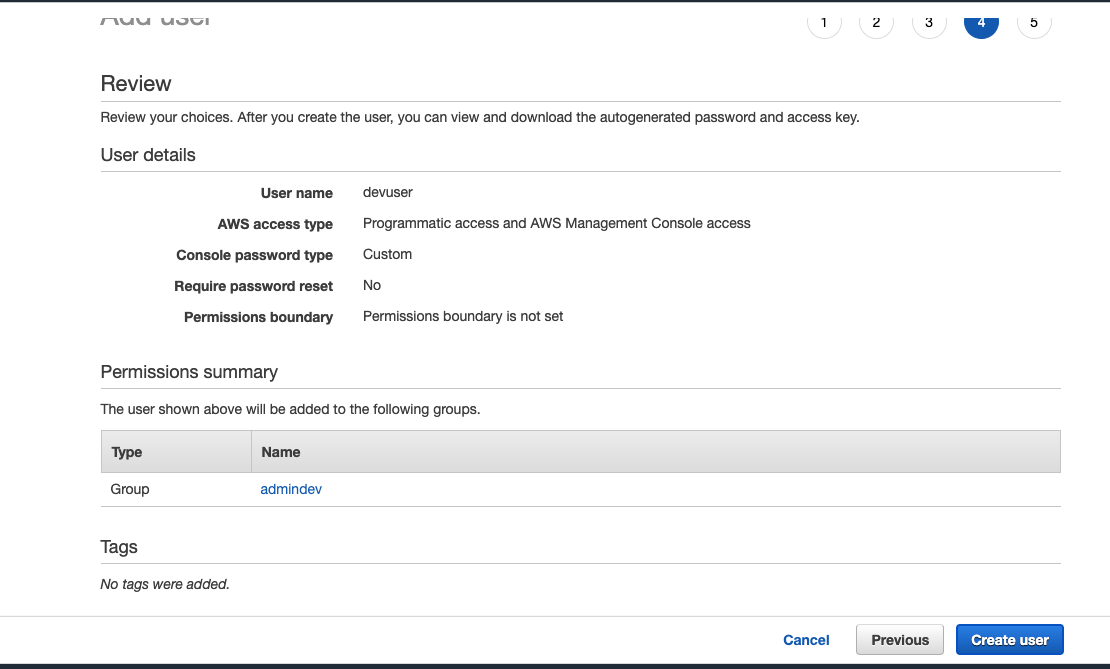 Add user
1 2 3 4 5
Review
Review your choices. After you create the user, you can view and download the autogenerated password and access key.
User details
User name devuser
AWS access type Programmatic access and AWS Management Console access
Console password type Custom
Require password reset No
Permissions boundary Permissions boundary is not set
Permissions summary
The user shown above will be added to the following groups.
Type Name
Group admindev
Tags
No tags were added.
Cancel Previous Create user